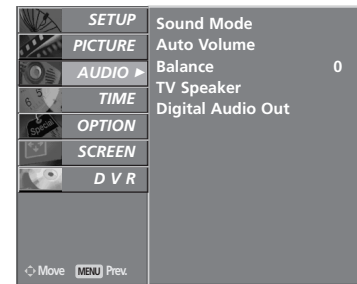 SETUP
PICTURE
AUDIO ►
TIME
OPTION
SCREEN
D V R
Move MENU Prev.
Sound Mode
Auto Volume
Balance 0
TV Speaker
Digital Audio Out
Special